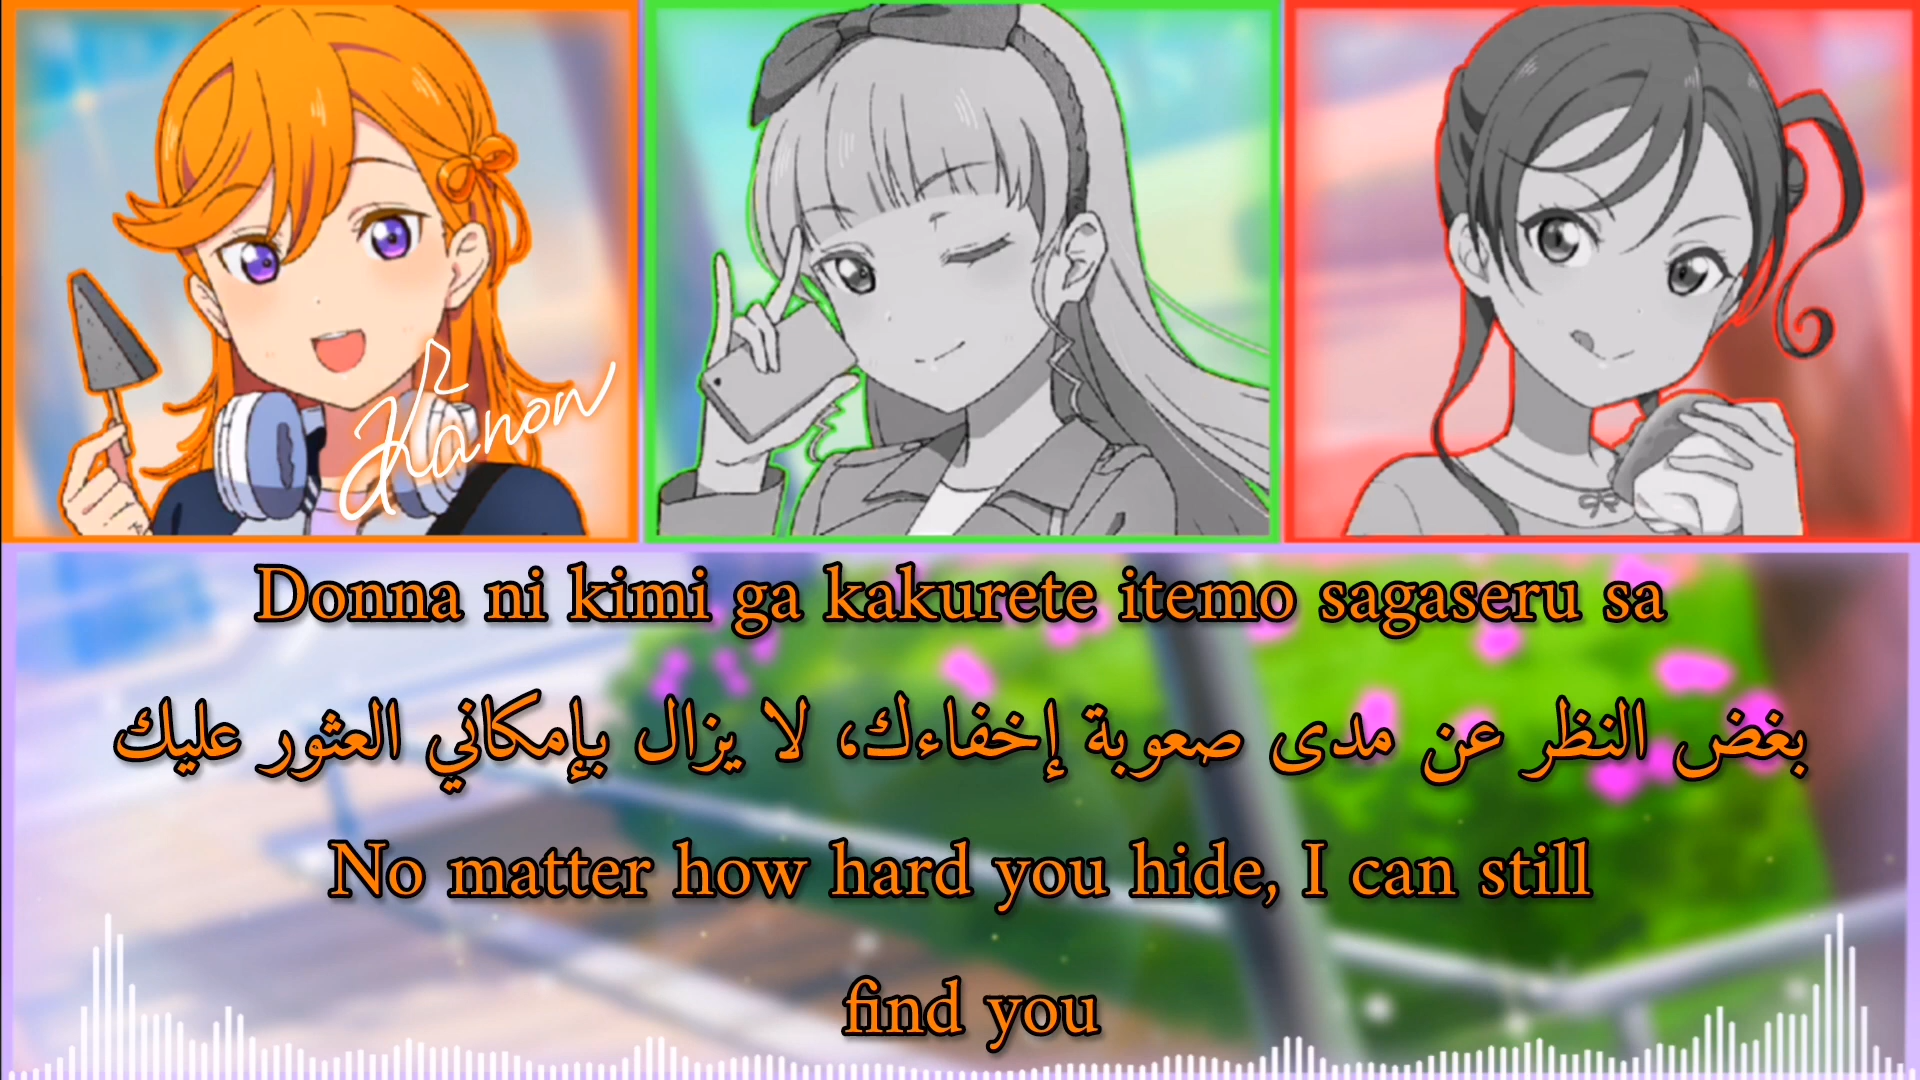 Kanon
Donna ni kimi ga kakurete itemo sagaseru sa
بغض النظر عن مدى صعوبة إخفاءك، لا يزال بإمكاني العثور عليك
No matter how hard you hide, I can still
find you